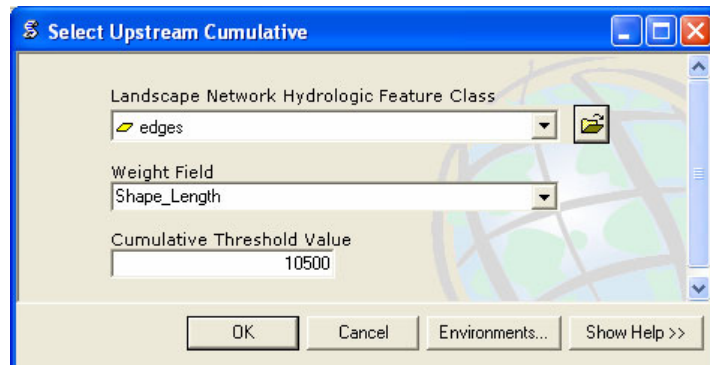 Select Upstream Cumulative
Landscape Network Hydrologic Feature Class
edges
Weight Field
Shape_Length
Cumulative Threshold Value
10500
OK Cancel Environments... Show Help >>